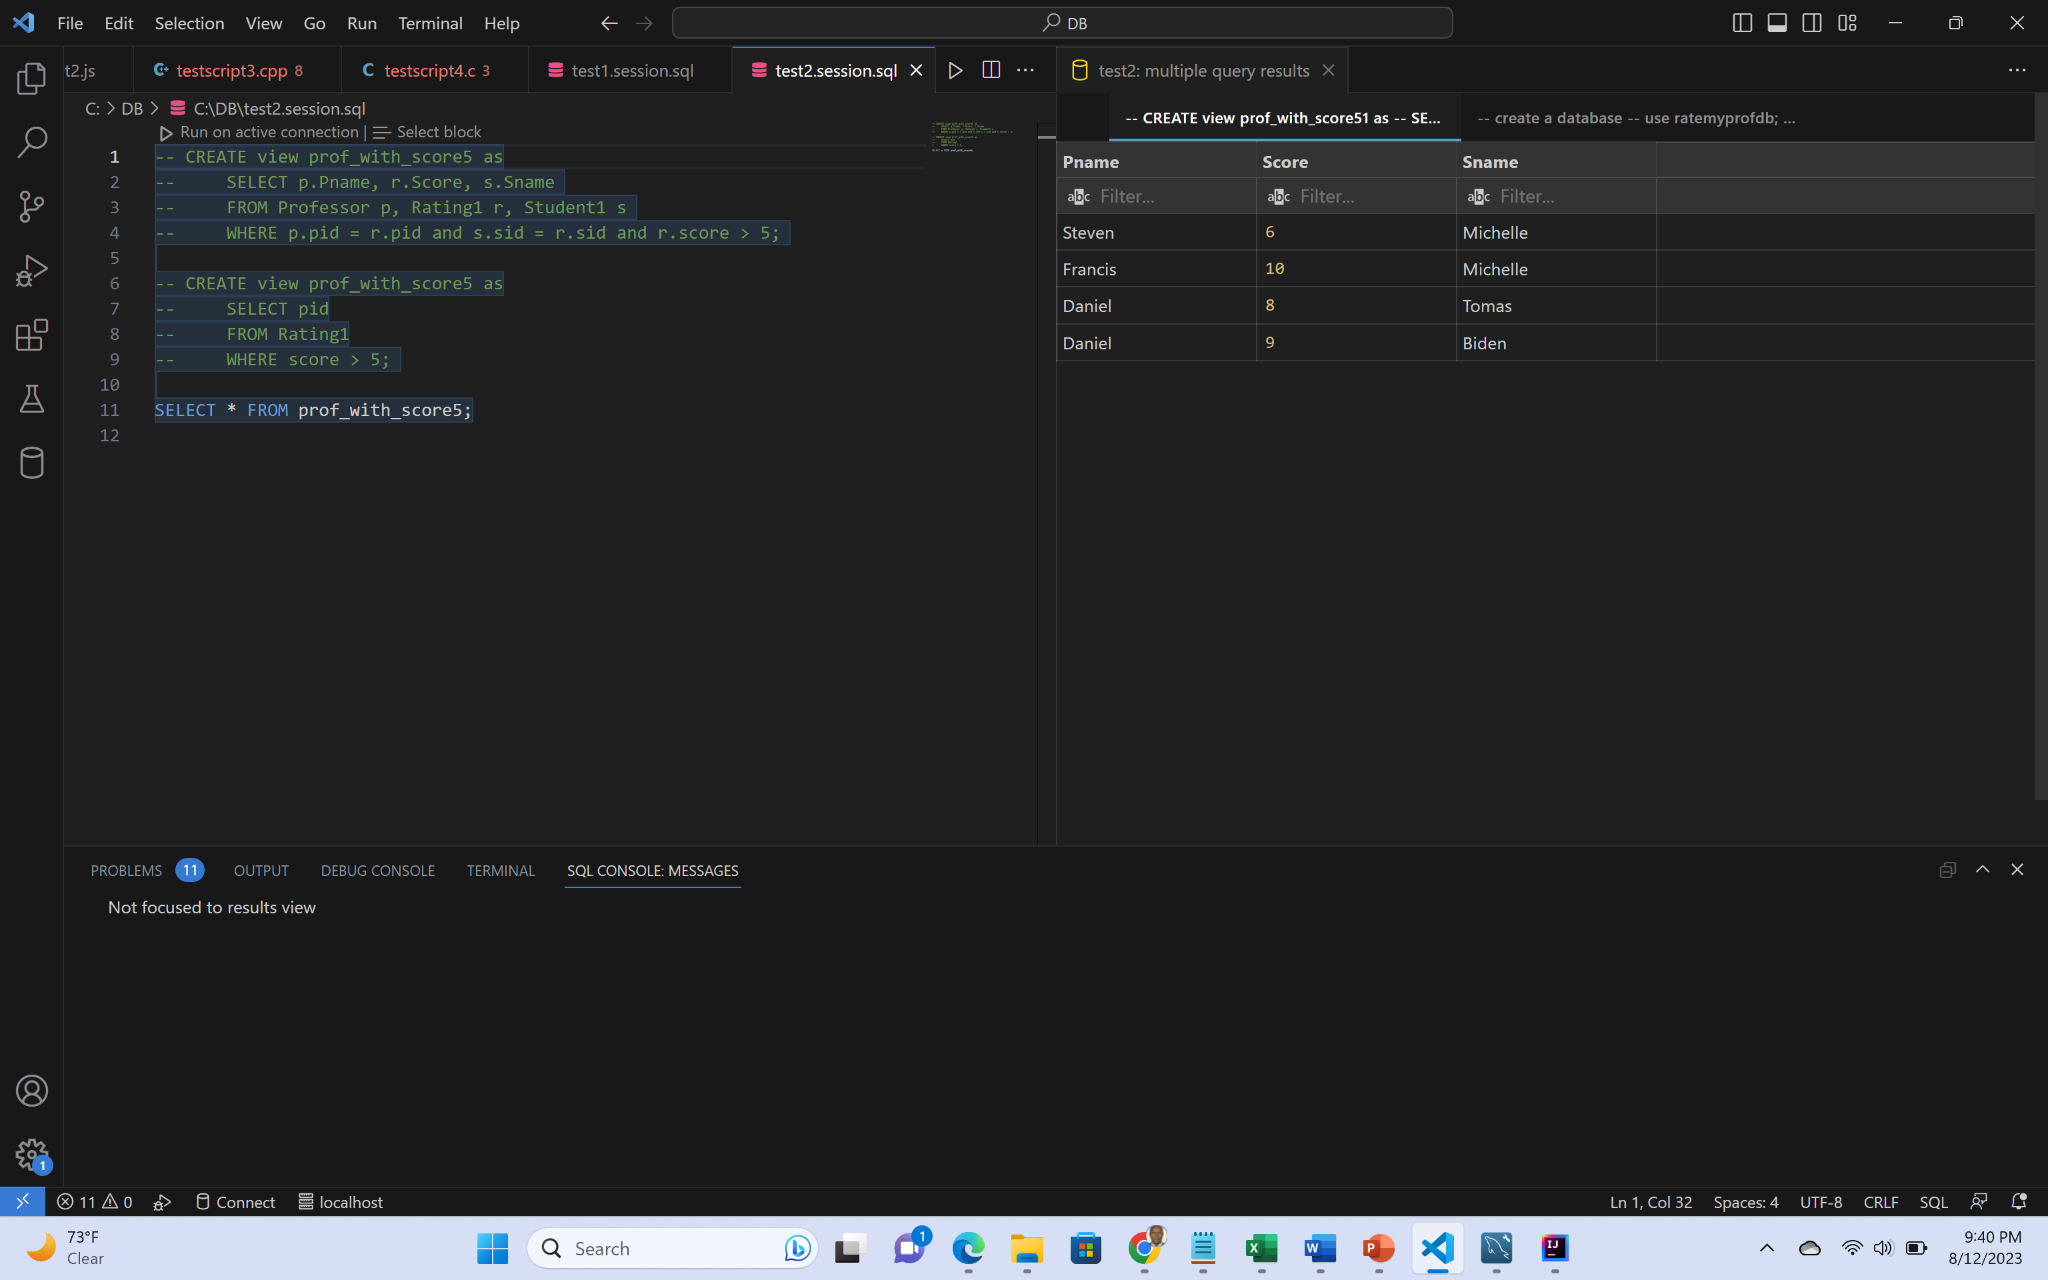 File Edit Selection View Go Run Terminal Help
DB
t2.js
testscript3.cpp 8
testscript4.c 3
test1.session.sql
test2.session.sql
test2: multiple query results
C: > DB > C:\DB\test2.session.sql
Run on active connection | Select block
1 -- CREATE view prof_with_score5 as
2 -- SELECT p.Pname, r.Score, s.Sname
3 -- FROM Professor p, Rating1 r, Student1 s
4 -- WHERE p.pid = r.pid and s.sid = r.sid and r.score > 5;
5
6 -- CREATE view prof_with_score5 as
7 -- SELECT pid
8 -- FROM Rating1
9 -- WHERE score > 5;
10
11 SELECT * FROM prof_with_score5;
12
-- CREATE view prof_with_score51 as -- SE...
-- create a database -- use ratemyprofdb; ...
Pname Score Sname
abc Filter... abc Filter... abc Filter...
Steven 6 Michelle
Francis 10 Michelle
Daniel 8 Tomas
Daniel 9 Biden
PROBLEMS 11 OUTPUT DEBUG CONSOLE TERMINAL SQL CONSOLE: MESSAGES
Not focused to results view
1
11 0 Connect localhost
Ln 1, Col 32 Spaces: 4 UTF-8 CRLF SQL
73°F
Clear
Search
1
9:40 PM
8/12/2023